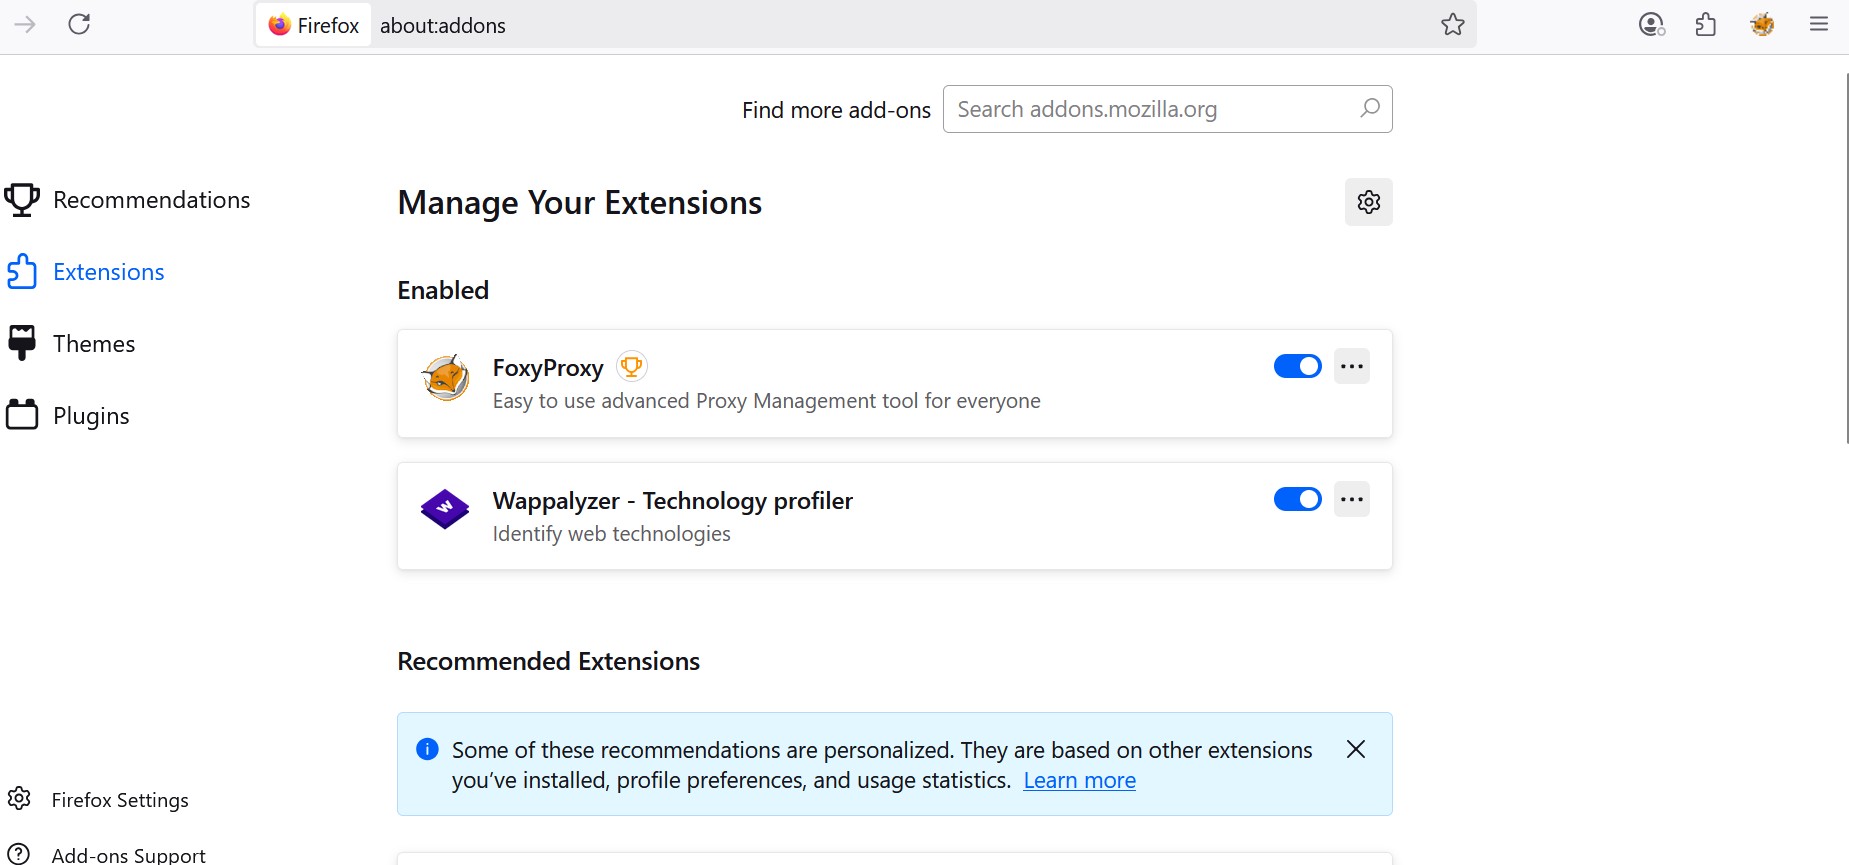 Firefox
about:addons
Find more add-ons
Search addons.mozilla.org
Recommendations
Extensions
Themes
Plugins
Firefox Settings
Add-ons Support
Manage Your Extensions
Enabled
FoxyProxy
Easy to use advanced Proxy Management tool for everyone
Wappalyzer - Technology profiler
Identify web technologies
Recommended Extensions
Some of these recommendations are personalized. They are based on other extensions
you’ve installed, profile preferences, and usage statistics. Learn more